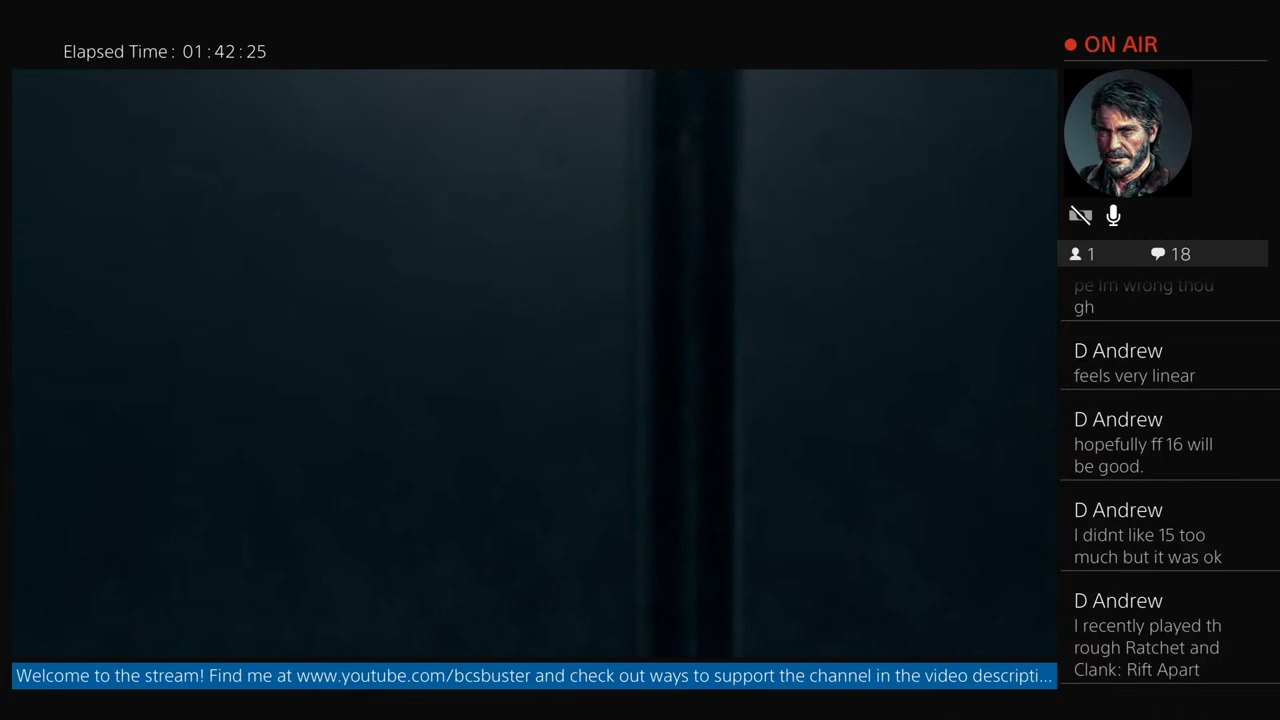 Elapsed Time: 01:42:25
ON AIR
1 18
pe Im wrong thou
gh
D Andrew
feels very linear
D Andrew
hopefully ff 16 will
be good.
D Andrew
I didnt like 15 too
much but it was ok
D Andrew
I recently played th
rough Ratchet and
Clank: Rift Apart
Welcome to the stream! Find me at www.youtube.com/bcsbuster and check out ways to support the channel in the video descripti...